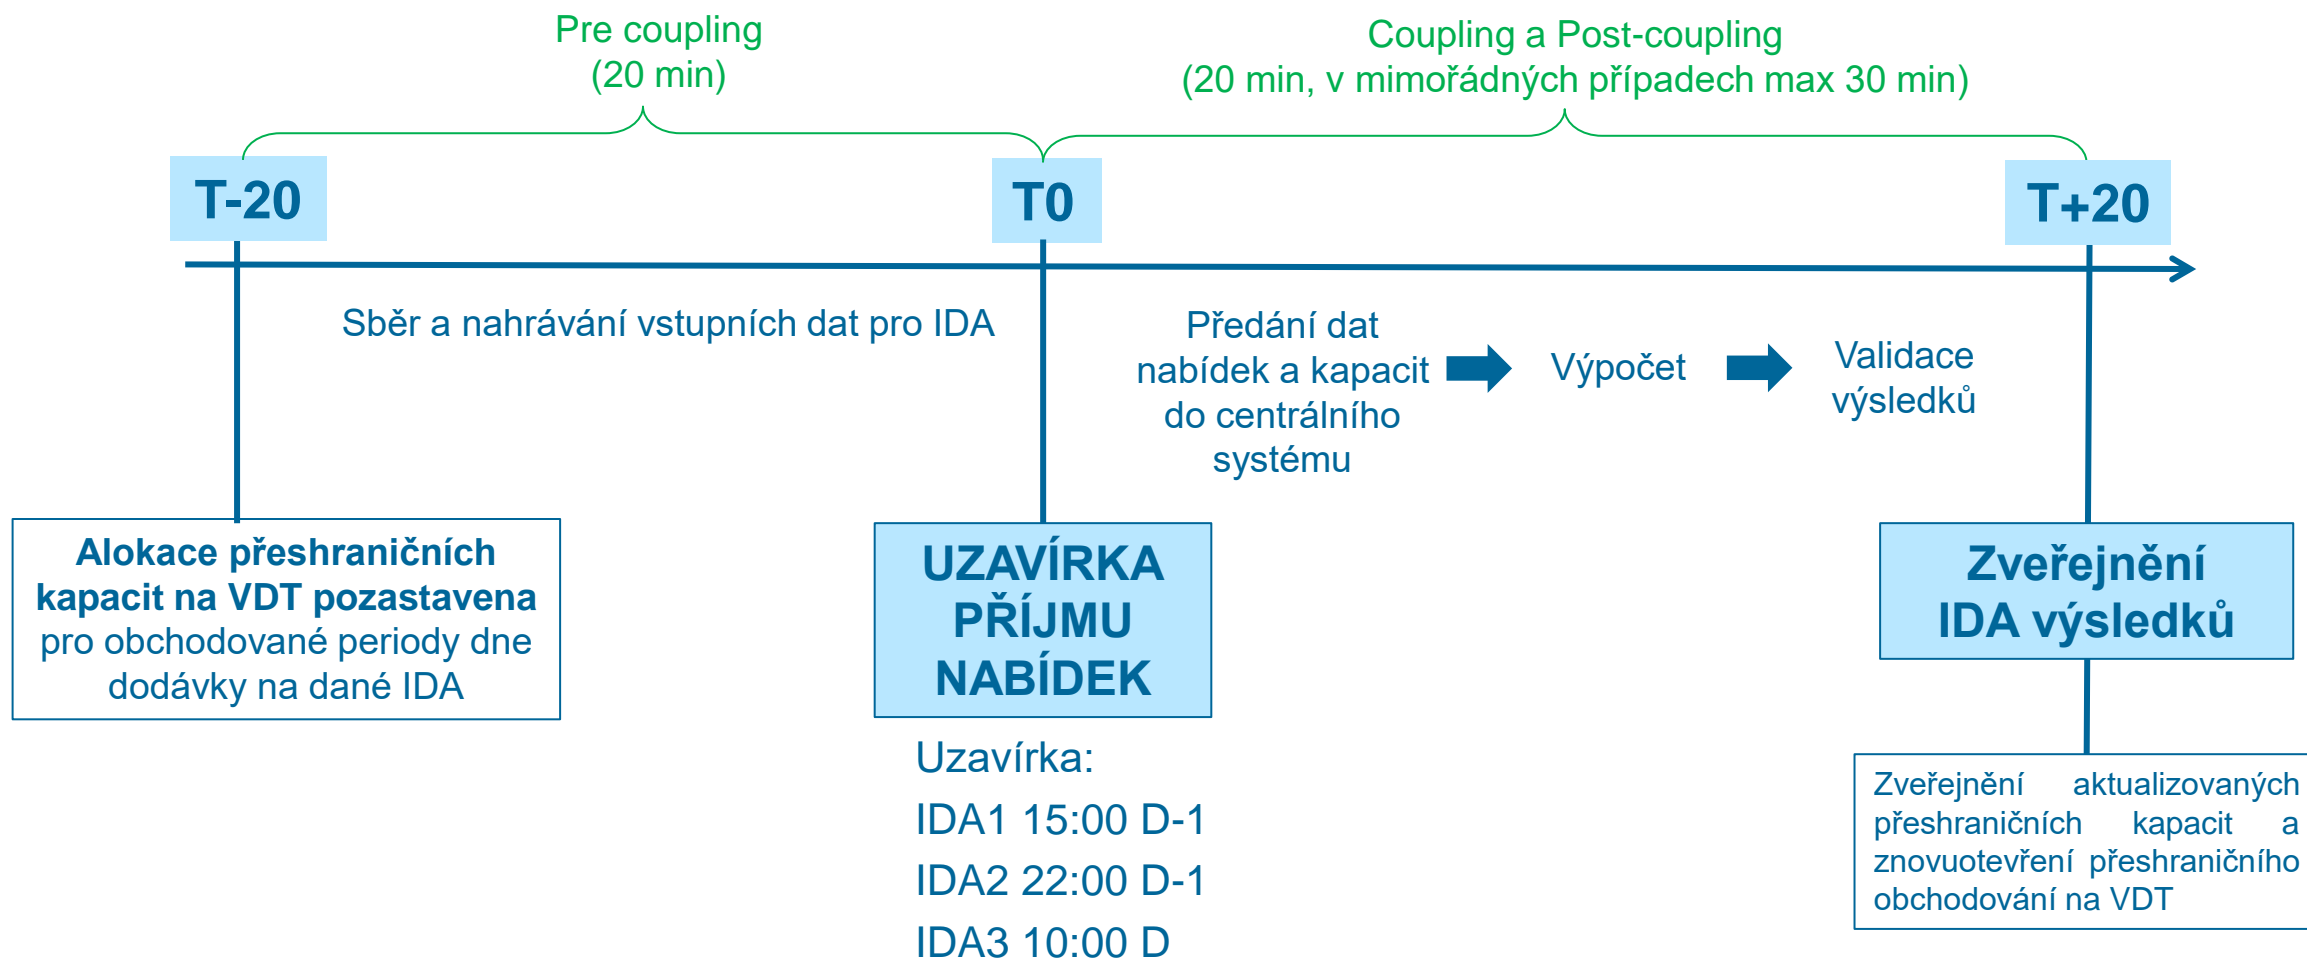 Pre coupling
(20 min)
Coupling a Post-coupling
(20 min, v mimořádných případech max 30 min)
T-20
T0
T+20
Sběr a nahrávání vstupních dat pro IDA
Předání dat
nabídek a kapacit
do centrálního
systému
Výpočet
Validace
výsledků
Alokace přeshraničních
kapacit na VDT pozastavena
pro obchodované periody dne
dodávky na dané IDA
UZAVÍRKA
PŘÍJMU
NABÍDEK
Zveřejnění
IDA výsledků
Uzavírka:
IDA1 15:00 D-1
IDA2 22:00 D-1
IDA3 10:00 D
Zveřejnění aktualizovaných
přeshraničních kapacit a
znovuotevření přeshraničního
obchodování na VDT